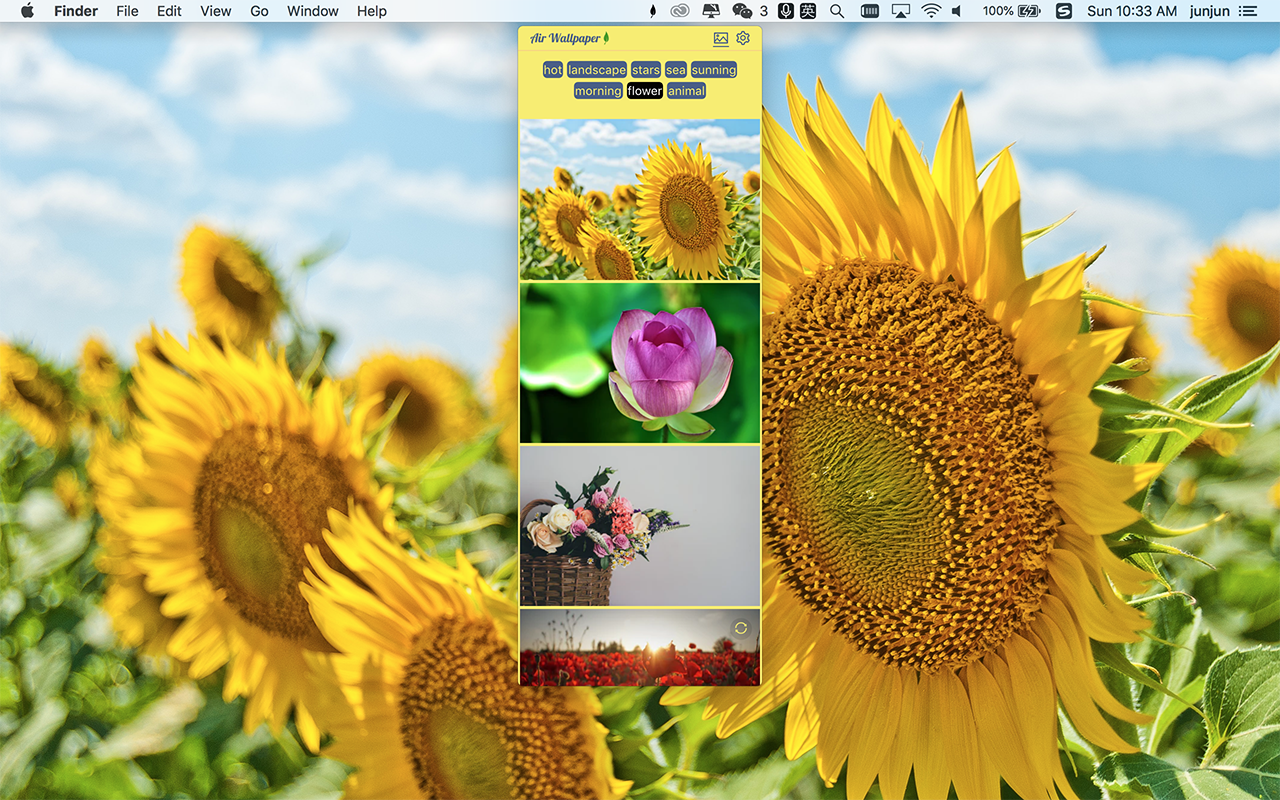 Finder File Edit View Go Window Help 3 英 100% S Sun 10:33 AM junjun
Air Wallpaper
hot landscape stars sea sunning
morning flower animal